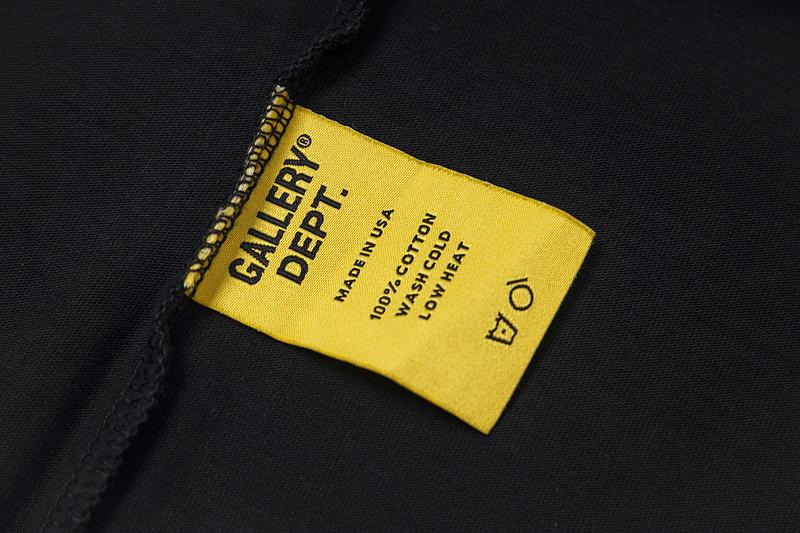 GALLERY®
DEPT.
MADE IN USA
100% COTTON
WASH COLD
LOW HEAT